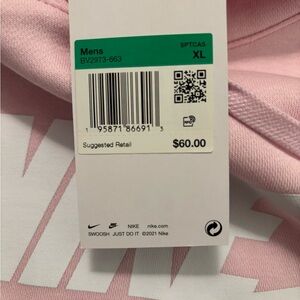 Mens SPTCAS
BV2973-663 XL
1 95871 86691 3
Suggested Retail $60.00
NIKE nike.com
SWOOSH JUST DO IT ©2021 Nike